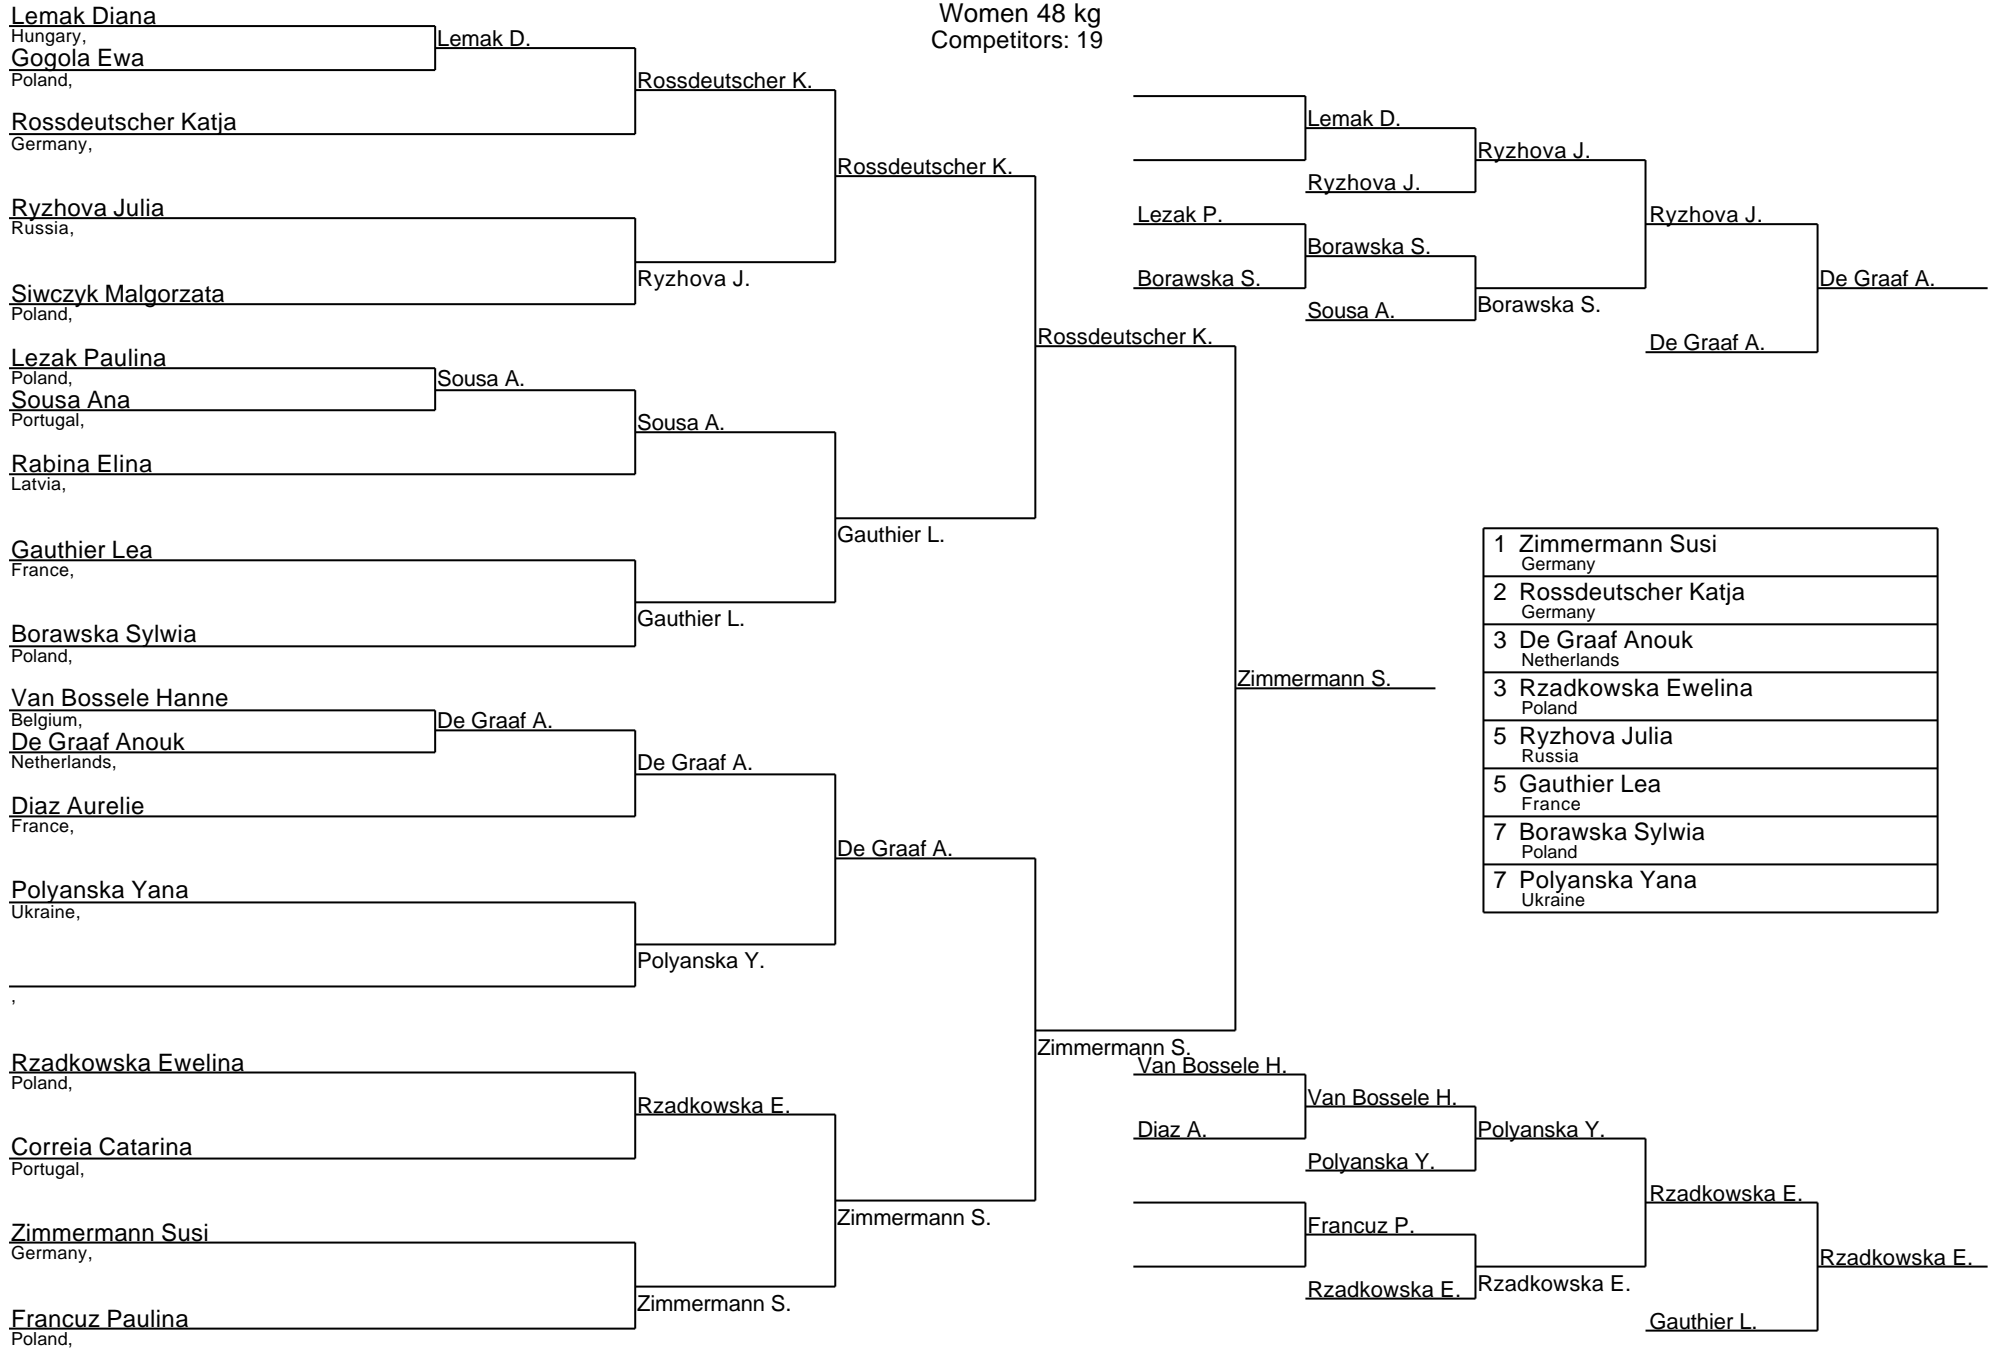 Women 48 kg
Competitors: 19
Lemak Diana
Hungary,
Gogola Ewa
Poland,
Rossdeutscher Katja
Germany,
Ryzhova Julia
Russia,
Siwczyk Malgorzata
Poland,
Lezak Paulina
Poland,
Sousa Ana
Portugal,
Rabina Elina
Latvia,
Gauthier Lea
France,
Borawska Sylwia
Poland,
Van Bossele Hanne
Belgium,
De Graaf Anouk
Netherlands,
Diaz Aurelie
France,
Polyanska Yana
Ukraine,
,
Rzadkowska Ewelina
Poland,
Correia Catarina
Portugal,
Zimmermann Susi
Germany,
Francuz Paulina
Poland,
Lemak D.
Sousa A.
De Graaf A.
Rossdeutscher K.
Ryzhova J.
Sousa A.
Gauthier L.
De Graaf A.
Polyanska Y.
Rzadkowska E.
Zimmermann S.
Rossdeutscher K.
Gauthier L.
De Graaf A.
Zimmermann S.
Rossdeutscher K.
Zimmermann S.
Zimmermann S.
Lezak P.
Borawska S.
Lemak D.
Ryzhova J.
Borawska S.
Sousa A.
Ryzhova J.
Borawska S.
Ryzhova J.
De Graaf A.
De Graaf A.
1 Zimmermann Susi
Germany
2 Rossdeutscher Katja
Germany
3 De Graaf Anouk
Netherlands
3 Rzadkowska Ewelina
Poland
5 Ryzhova Julia
Russia
5 Gauthier Lea
France
7 Borawska Sylwia
Poland
7 Polyanska Yana
Ukraine
Van Bossele H.
Diaz A.
Van Bossele H.
Polyanska Y.
Francuz P.
Rzadkowska E.
Polyanska Y.
Rzadkowska E.
Rzadkowska E.
Gauthier L.
Rzadkowska E.